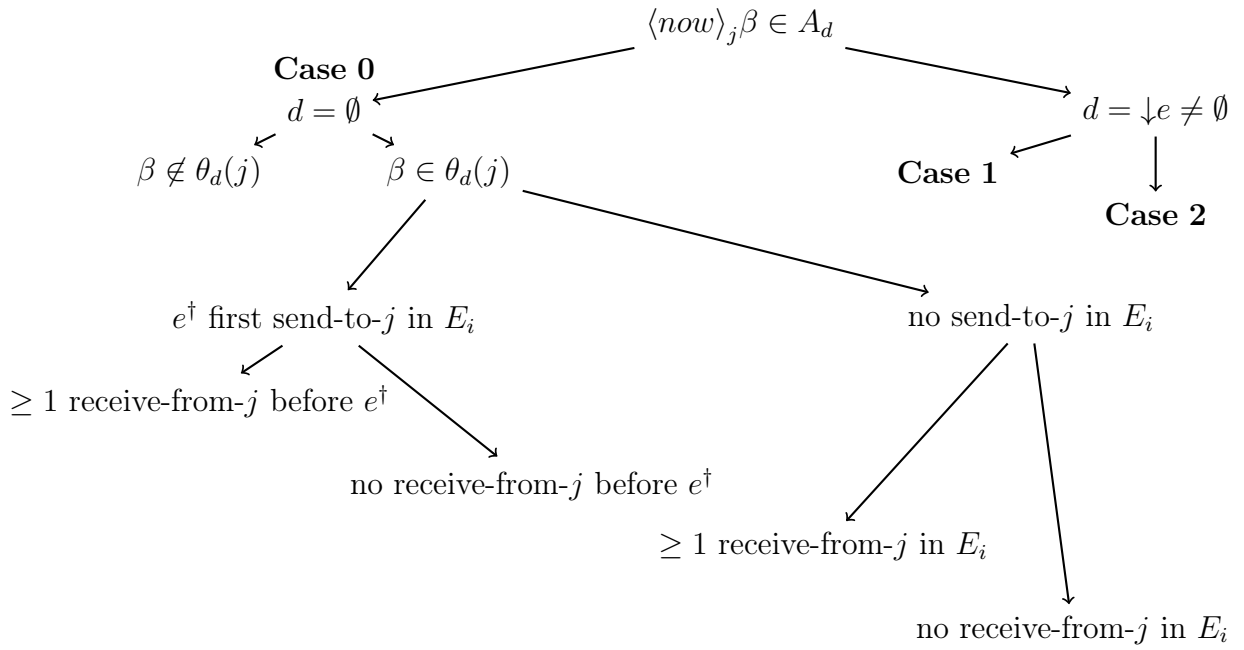 ⟨now⟩ⱼβ ∈ A_d
Case 0
d = ∅
d = ↓e ≠ ∅
β ∉ θ_d(j)
β ∈ θ_d(j)
Case 1
Case 2
e† first send-to-j in E_i
no send-to-j in E_i
≥ 1 receive-from-j before e†
no receive-from-j before e†
≥ 1 receive-from-j in E_i
no receive-from-j in E_i